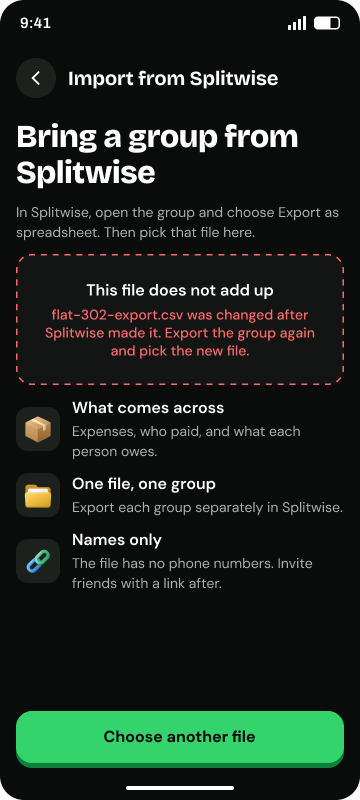 9:41
Import from Splitwise
Bring a group from
Splitwise
In Splitwise, open the group and choose Export as
spreadsheet. Then pick that file here.
This file does not add up
flat-302-export.csv was changed after
Splitwise made it. Export the group again
and pick the new file.
What comes across
Expenses, who paid, and what each
person owes.
One file, one group
Export each group separately in Splitwise.
Names only
The file has no phone numbers. Invite
friends with a link after.
Choose another file